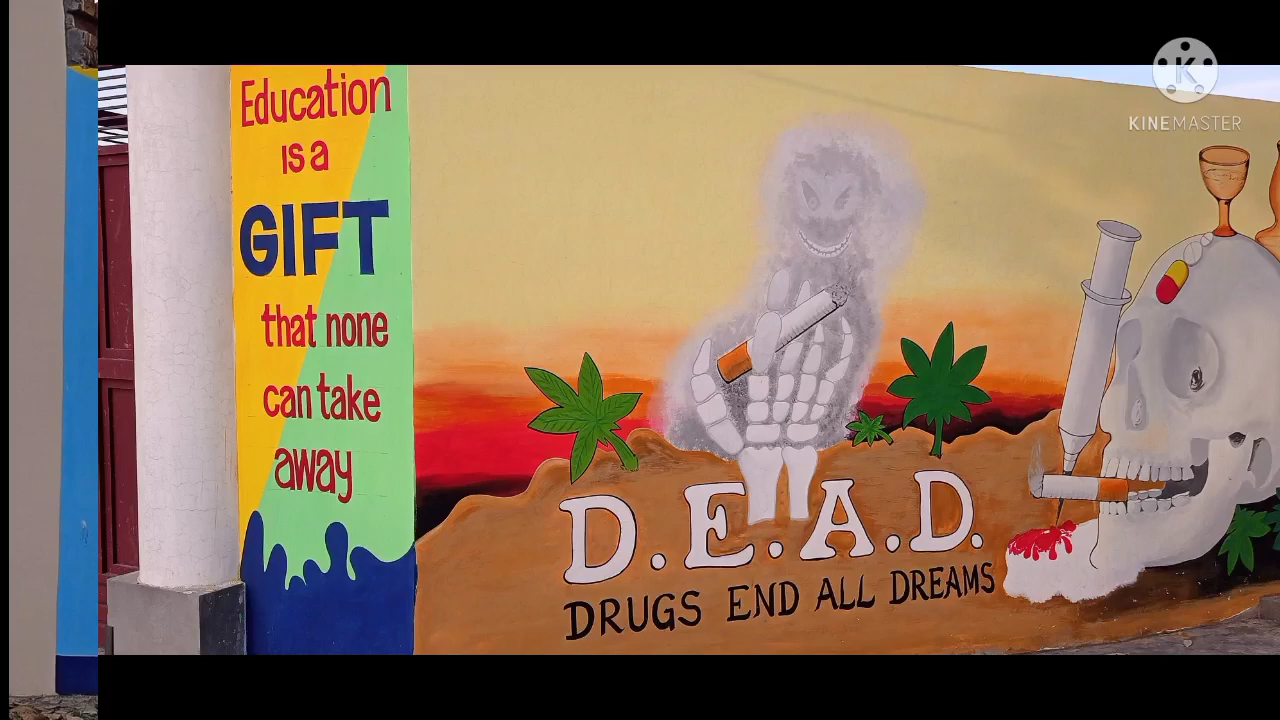 Education
is a
GIFT
that none
can take
away
D.E.A.D.
DRUGS END ALL DREAMS
K
KINEMASTER